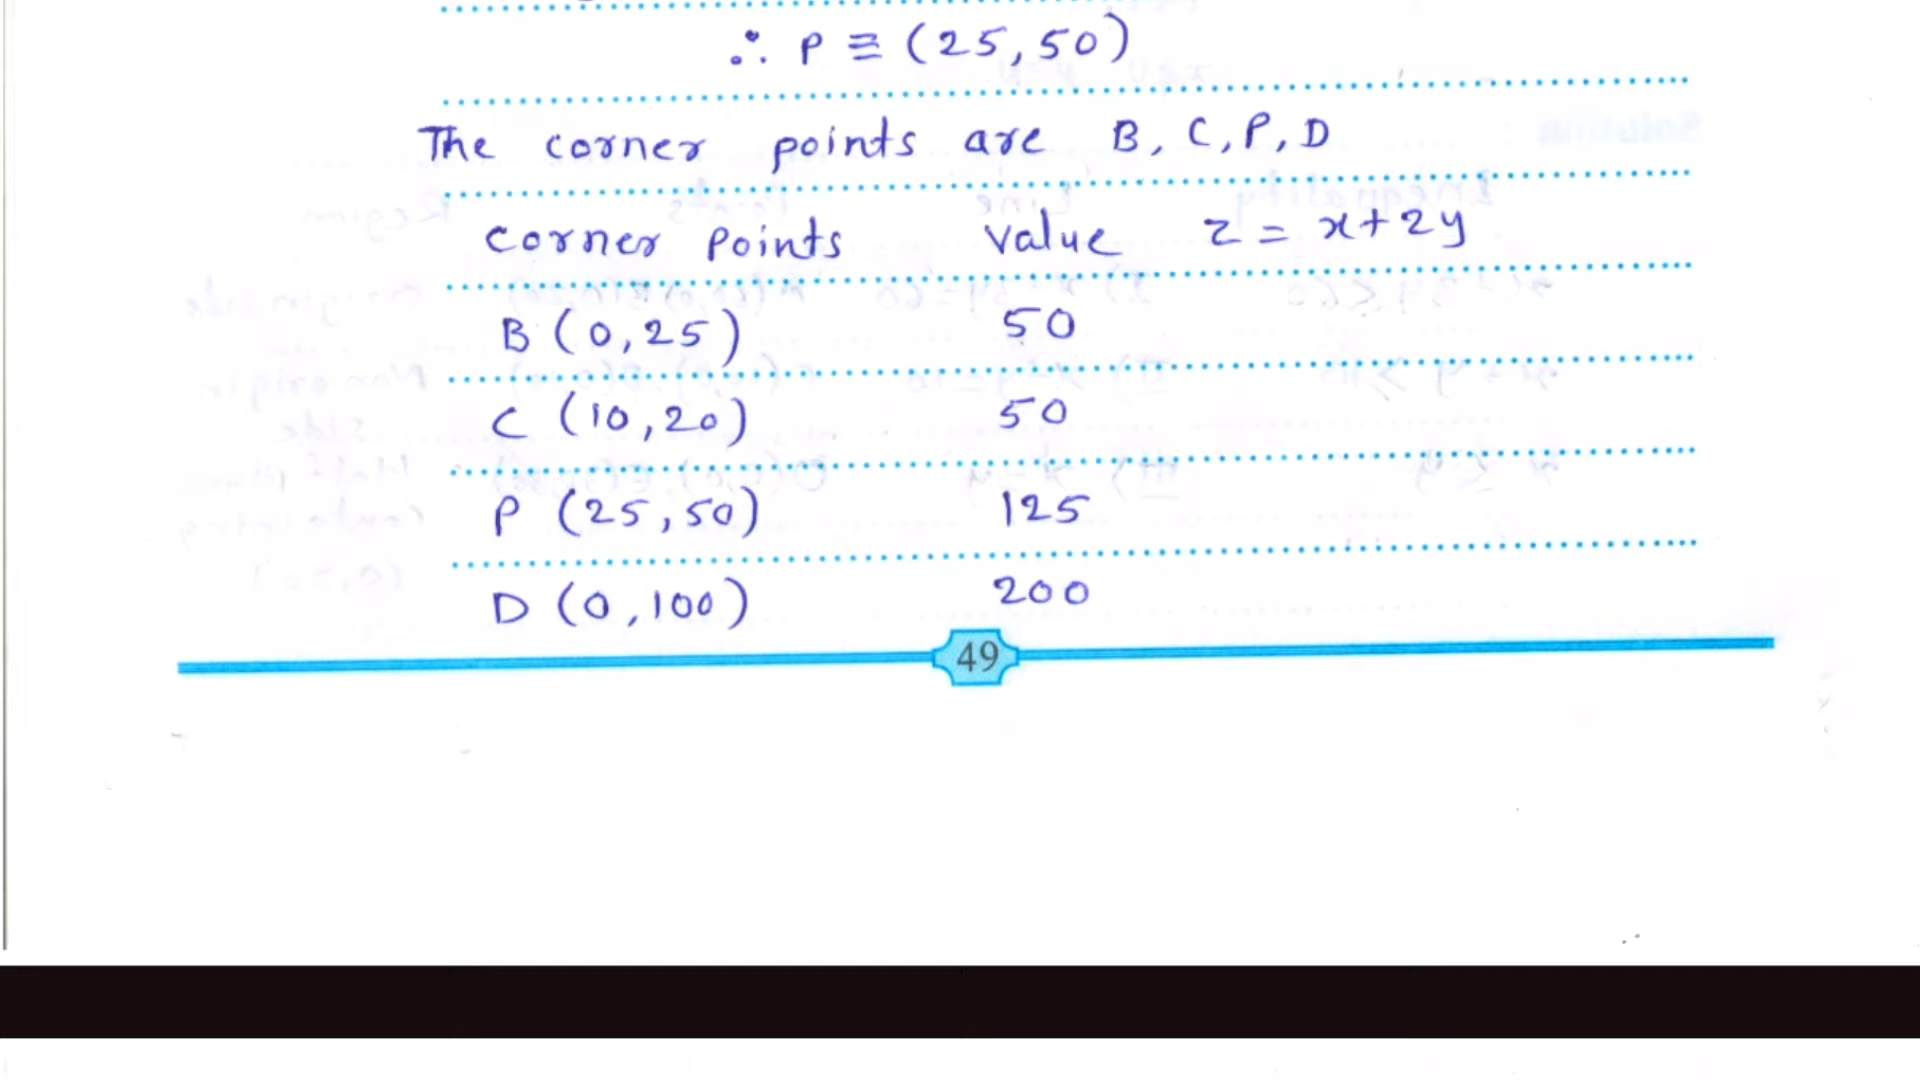 ∴ P ≡ (25,50)
The corner points are B, C, P, D
Corner Points Value z = x+2y
B (0,25) 50
C (10,20) 50
P (25,50) 125
D (0,100) 200
49